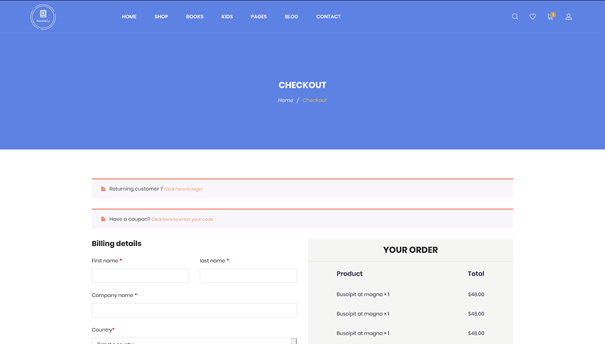 HOME SHOP BOOKS KIDS PAGES BLOG CONTACT
CHECKOUT
Home / Checkout
Returning customer ? Click here to login
Have a coupon? Click here to enter your code.
Billing details
First name *
last name *
Company name *
Country*
YOUR ORDER
Product Total
Buscipit at magna × 1 $48.00
Buscipit at magna × 1 $48.00
Buscipit at magna × 1 $48.00